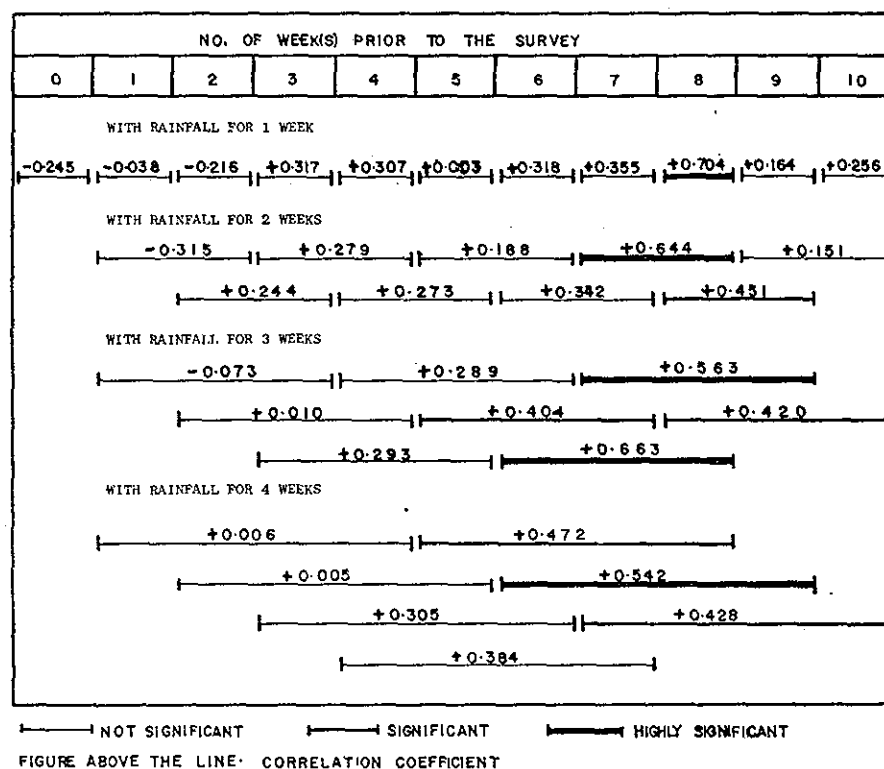 NO. OF WEEK(S) PRIOR TO THE SURVEY
0 1 2 3 4 5 6 7 8 9 10
WITH RAINFALL FOR 1 WEEK
-0.245 -0.038 -0.216 +0.317 +0.307 +0.003 +0.318 +0.355 +0.704 +0.164 +0.256
WITH RAINFALL FOR 2 WEEKS
-0.315 +0.279 +0.188 +0.644 +0.151
+0.244 +0.273 +0.342 +0.451
WITH RAINFALL FOR 3 WEEKS
-0.073 +0.289 +0.563
+0.010 +0.404 +0.420
+0.293 +0.663
WITH RAINFALL FOR 4 WEEKS
+0.006 +0.472
+0.005 +0.542
+0.305 +0.428
+0.384
NOT SIGNIFICANT SIGNIFICANT HIGHLY SIGNIFICANT
FIGURE ABOVE THE LINE· CORRELATION COEFFICIENT